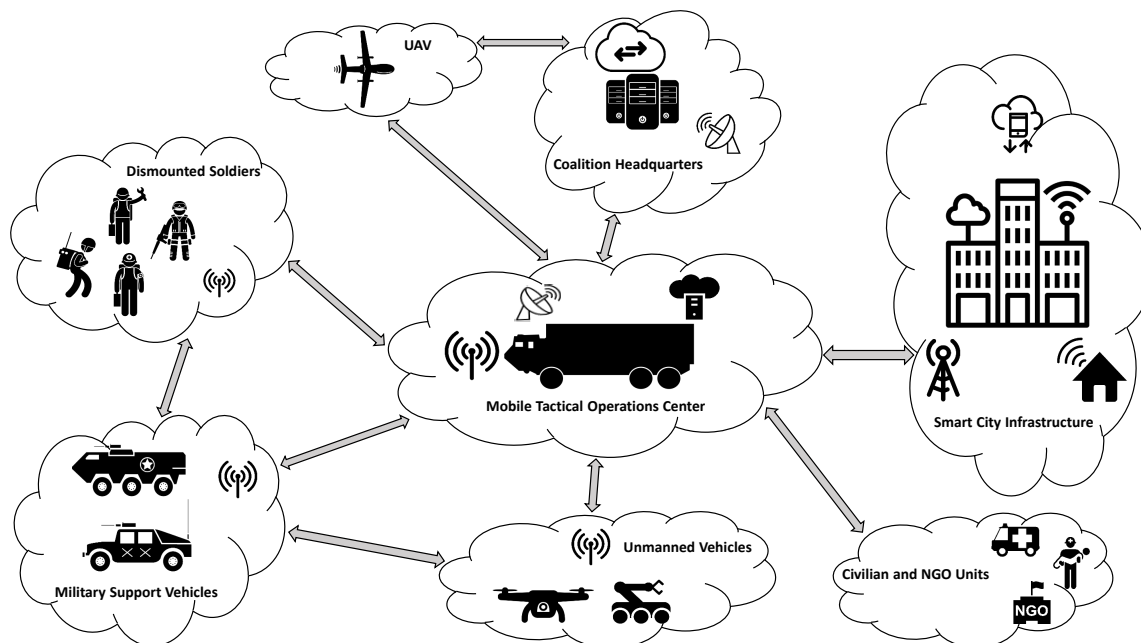 UAV
Coalition Headquarters
Dismounted Soldiers
Mobile Tactical Operations Center
Smart City Infrastructure
Military Support Vehicles
Unmanned Vehicles
Civilian and NGO Units
NGO